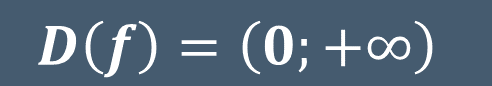 D(f) = (0; +∞)